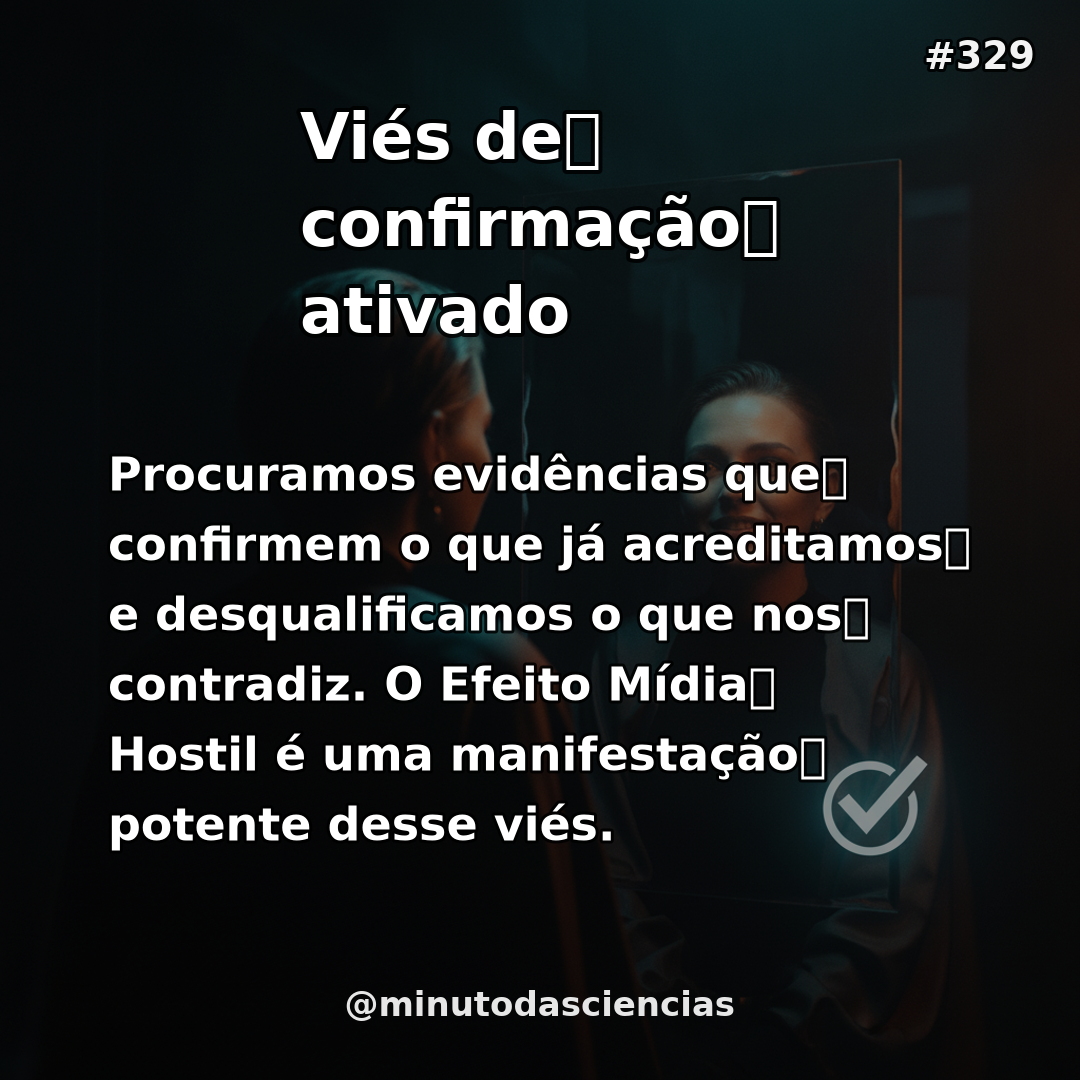 #329
Viés de
confirmação
ativado
Procuramos evidências que
confirmem o que já acreditamos
e desqualificamos o que nos
contradiz. O Efeito Mídia
Hostil é uma manifestação
potente desse viés.
@minutodasciencias